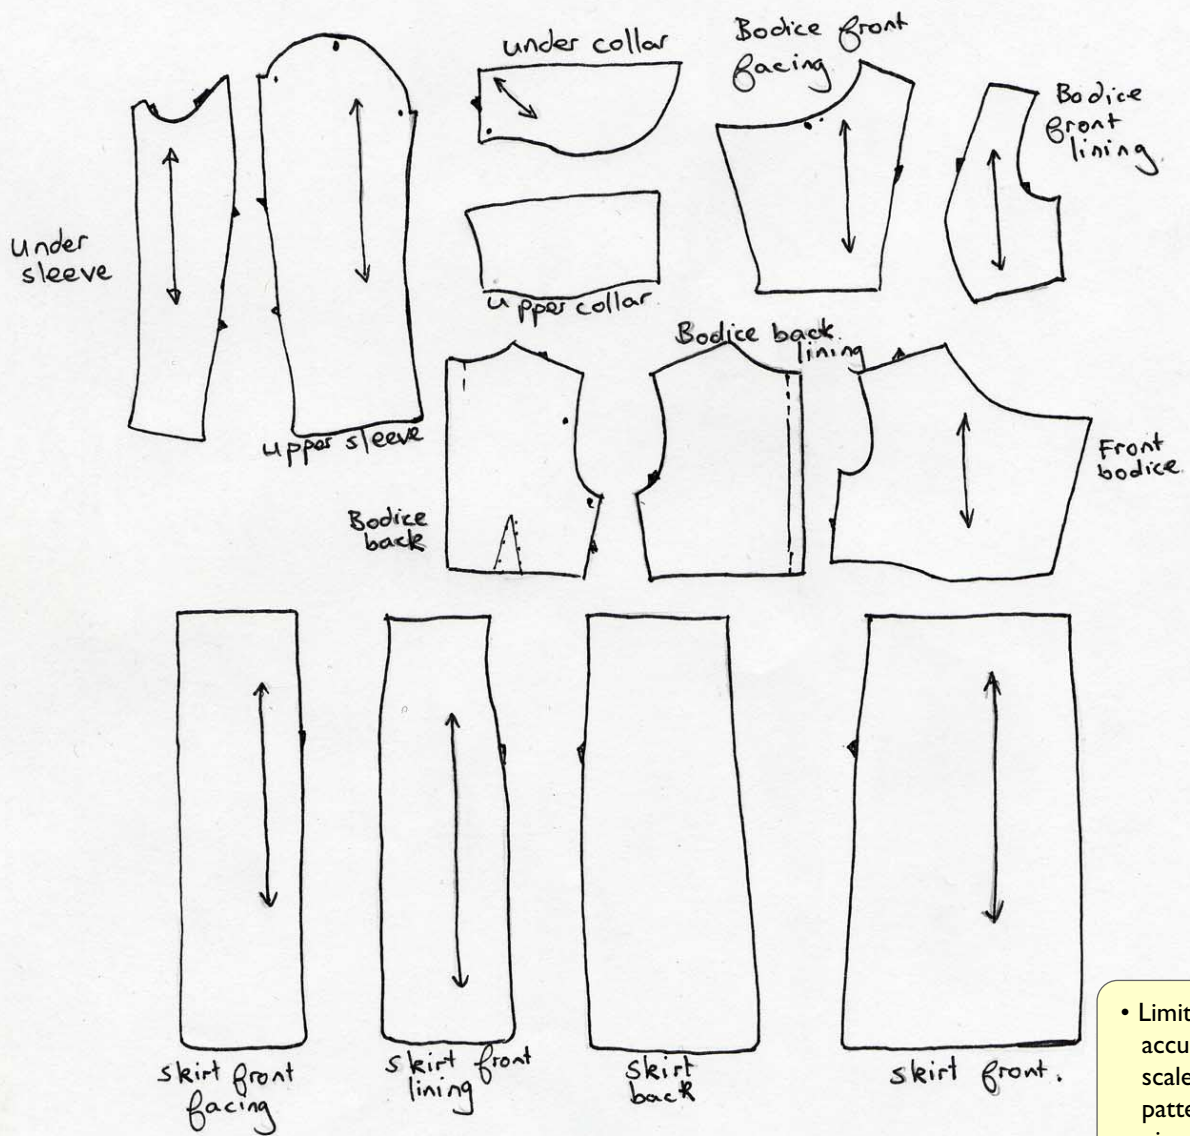 under collar
Bodice front
facing
Bodice
front
lining
under
sleeve
upper collar
upper sleeve
Bodice back
lining
Bodice
back
Front
bodice
skirt front
facing
skirt front
lining
skirt
back
skirt front.
• Limit
accu
scale
patte